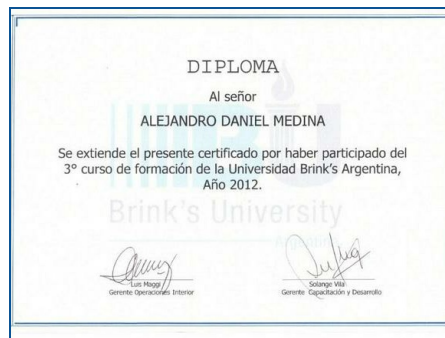 DIPLOMA
Al señor
ALEJANDRO DANIEL MEDINA
Se extiende el presente certificado por haber participado del
3° curso de formación de la Universidad Brink's Argentina,
Año 2012.
Brink's University
Argentina
Luis Maggi
Gerente Operaciones Interior
Solange Vila
Gerente Capacitación y Desarrollo